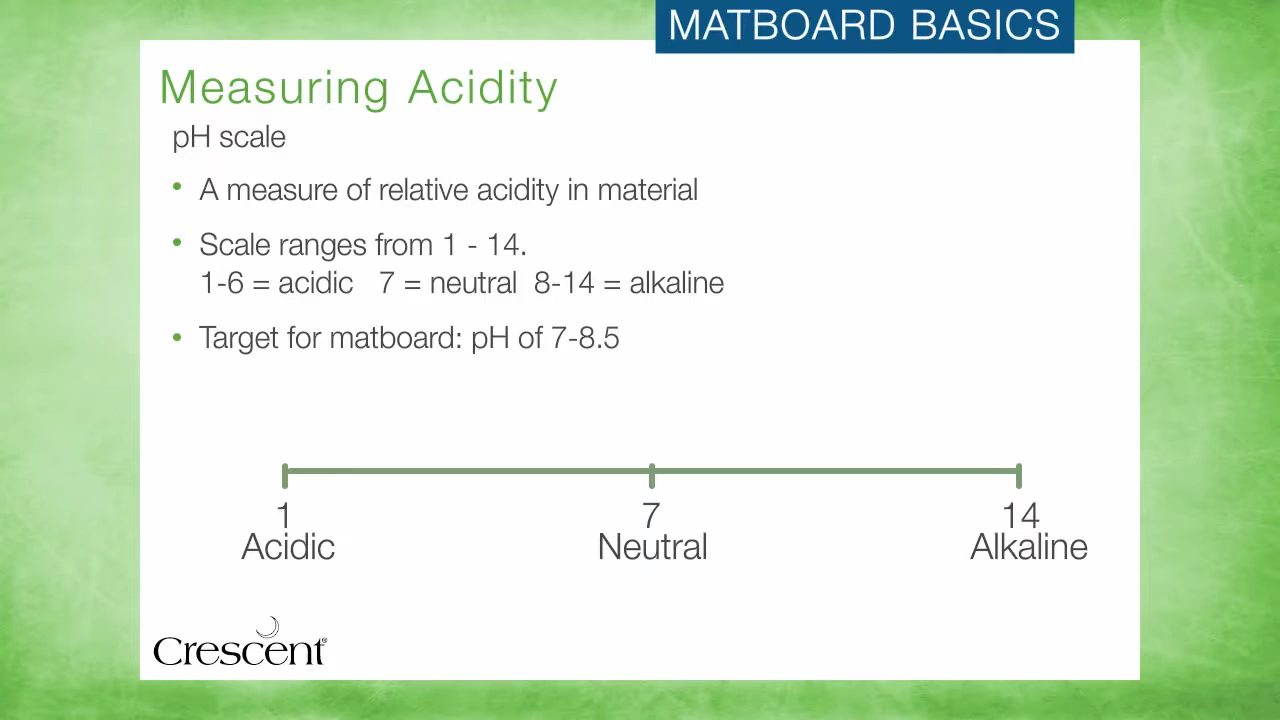 MATBOARD BASICS
Measuring Acidity
pH scale
• A measure of relative acidity in material
• Scale ranges from 1 - 14.
1-6 = acidic 7 = neutral 8-14 = alkaline
• Target for matboard: pH of 7-8.5
1 7 14
Acidic Neutral Alkaline
Crescent®